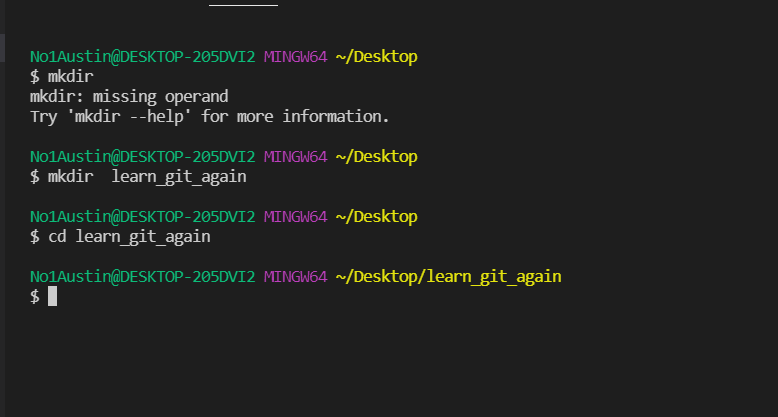 No1Austin@DESKTOP-205DVI2 MINGW64 ~/Desktop
$ mkdir
mkdir: missing operand
Try 'mkdir --help' for more information.
No1Austin@DESKTOP-205DVI2 MINGW64 ~/Desktop
$ mkdir  learn_git_again
No1Austin@DESKTOP-205DVI2 MINGW64 ~/Desktop
$ cd learn_git_again
No1Austin@DESKTOP-205DVI2 MINGW64 ~/Desktop/learn_git_again
$